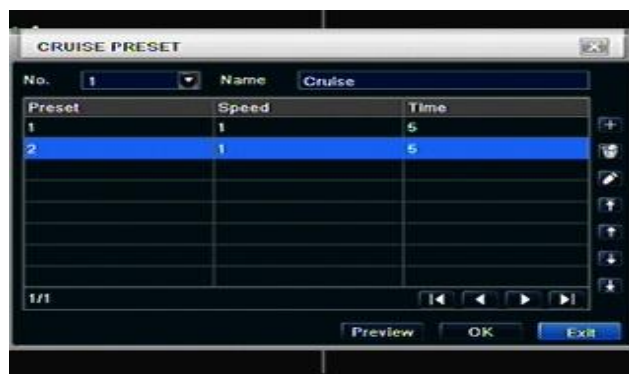 CRUISE PRESET
No. 1 Name Cruise
Preset Speed Time
1 1 5
2 1 5
1/1
Preview OK Exit